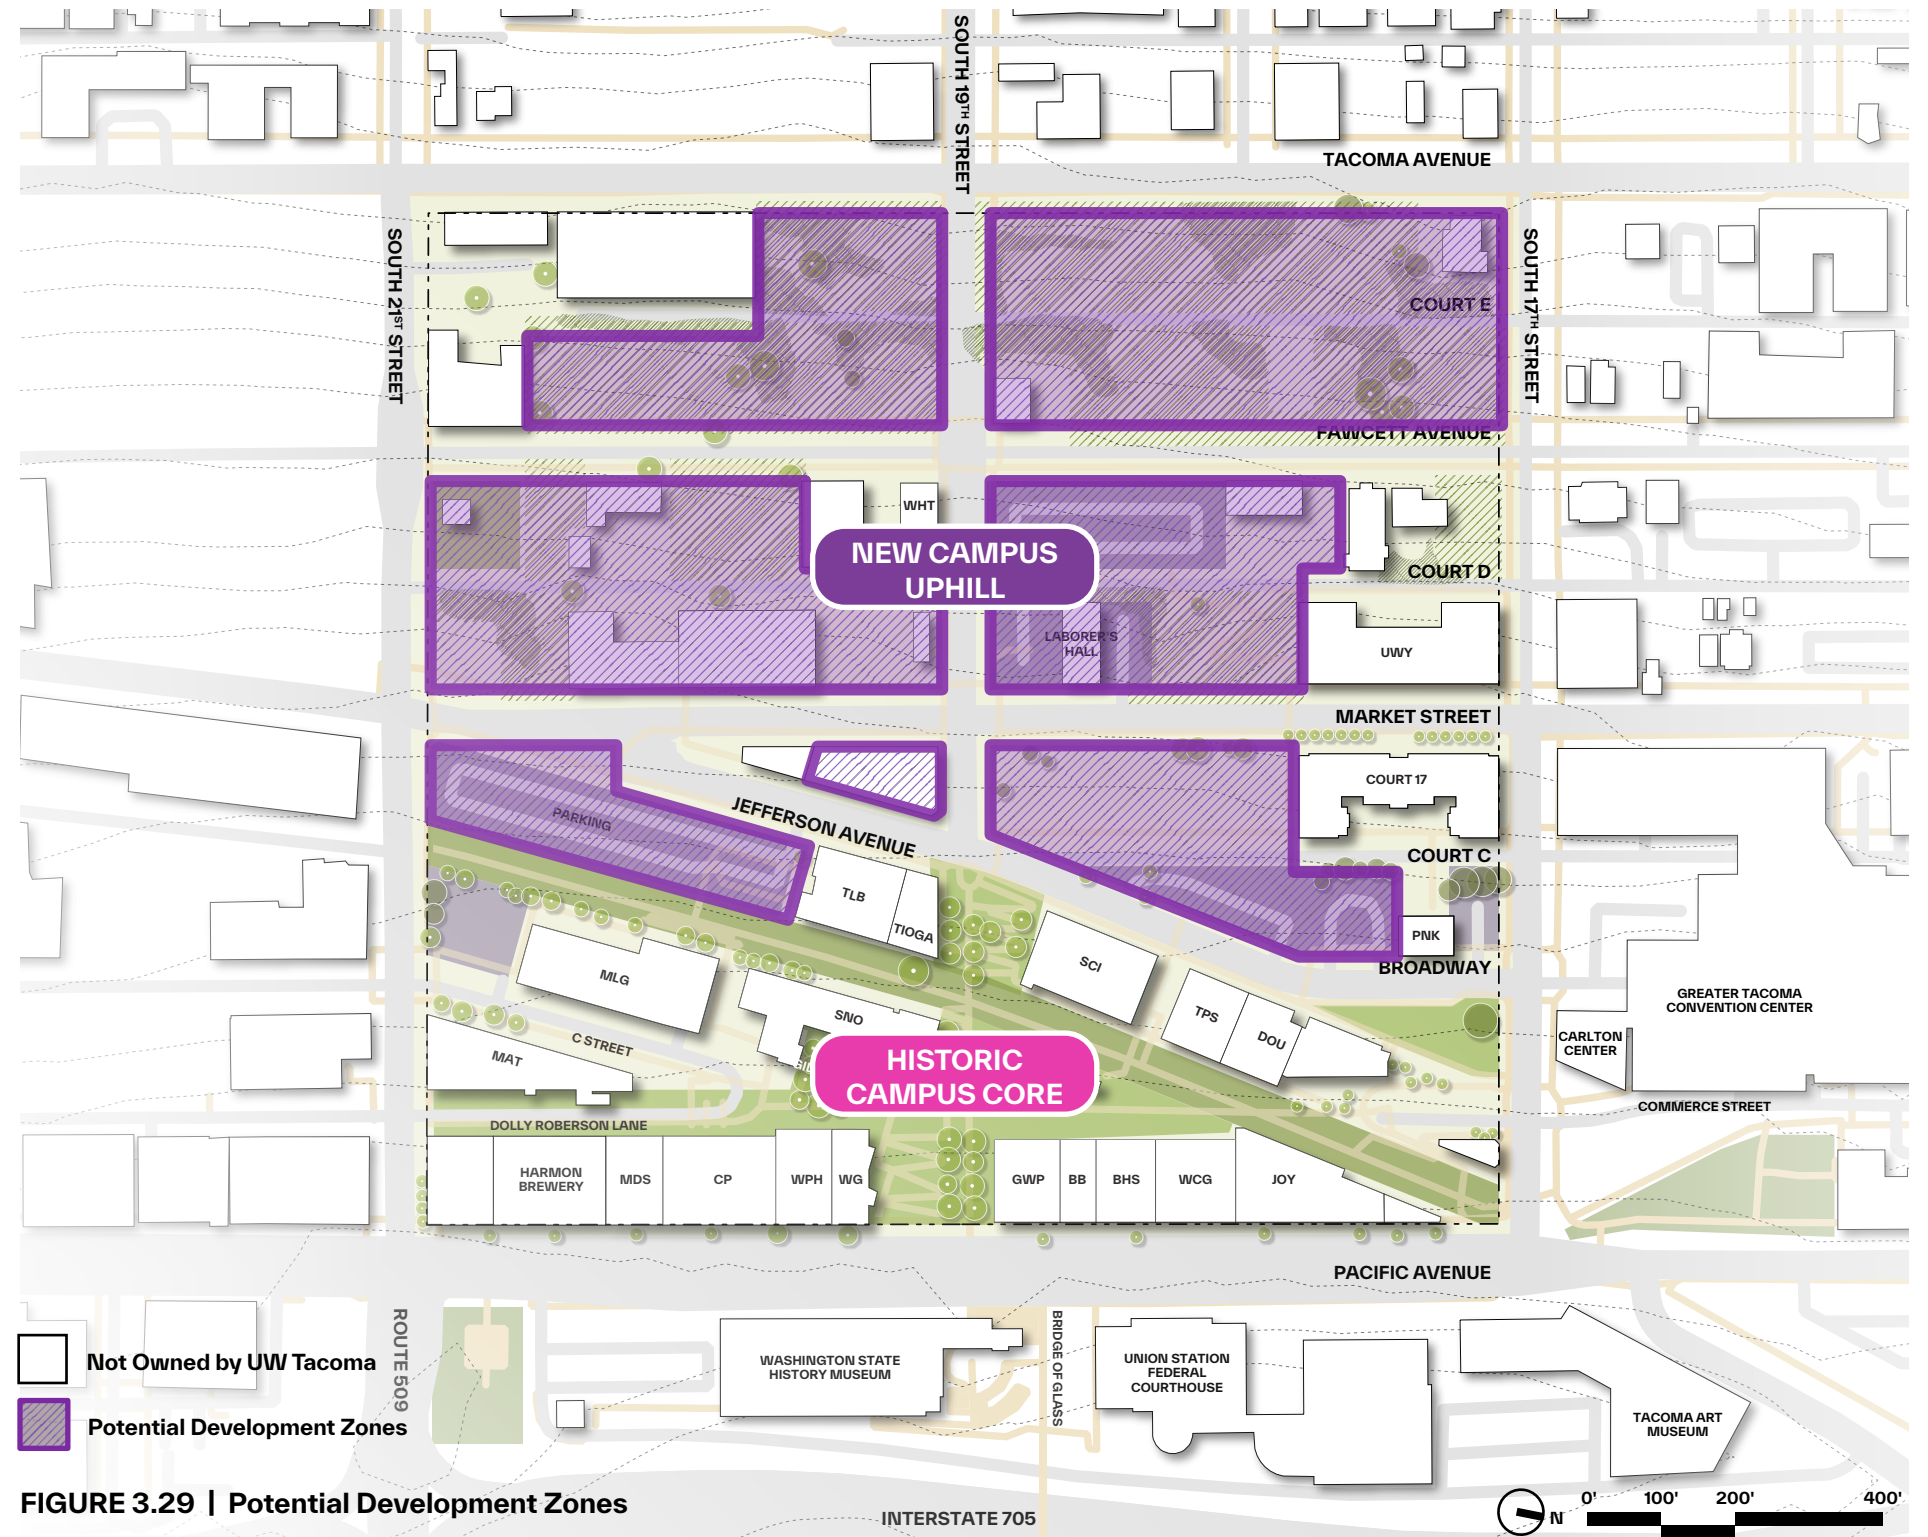 SOUTH 19TH STREET
TACOMA AVENUE
SOUTH 21ST STREET
SOUTH 17TH STREET
COURT E
FAWCETT AVENUE
WHT
NEW CAMPUS
UPHILL
COURT D
LABORER'S
HALL
UWY
MARKET STREET
COURT 17
PARKING
JEFFERSON AVENUE
COURT C
TLB
TIOGA
PNK
BROADWAY
SCI
MLG
GREATER TACOMA
CONVENTION CENTER
SNO
TPS
DOU
CARLTON
CENTER
C STREET
MAT
HISTORIC
CAMPUS CORE
COMMERCE STREET
DOLLY ROBERSON LANE
HARMON
BREWERY
MDS
CP
WPH
WG
GWP
BB
BHS
WCG
JOY
PACIFIC AVENUE
ROUTE 509
BRIDGE OF GLASS
WASHINGTON STATE
HISTORY MUSEUM
UNION STATION
FEDERAL
COURTHOUSE
TACOMA ART
MUSEUM
Not Owned by UW Tacoma
Potential Development Zones
FIGURE 3.29 | Potential Development Zones
INTERSTATE 705
N
0' 100' 200' 400'